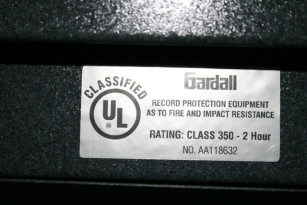 CLASSIFIED
UL
Gardall
RECORD PROTECTION EQUIPMENT
AS TO FIRE AND IMPACT RESISTANCE
RATING: CLASS 350 - 2 Hour
NO. AA118632